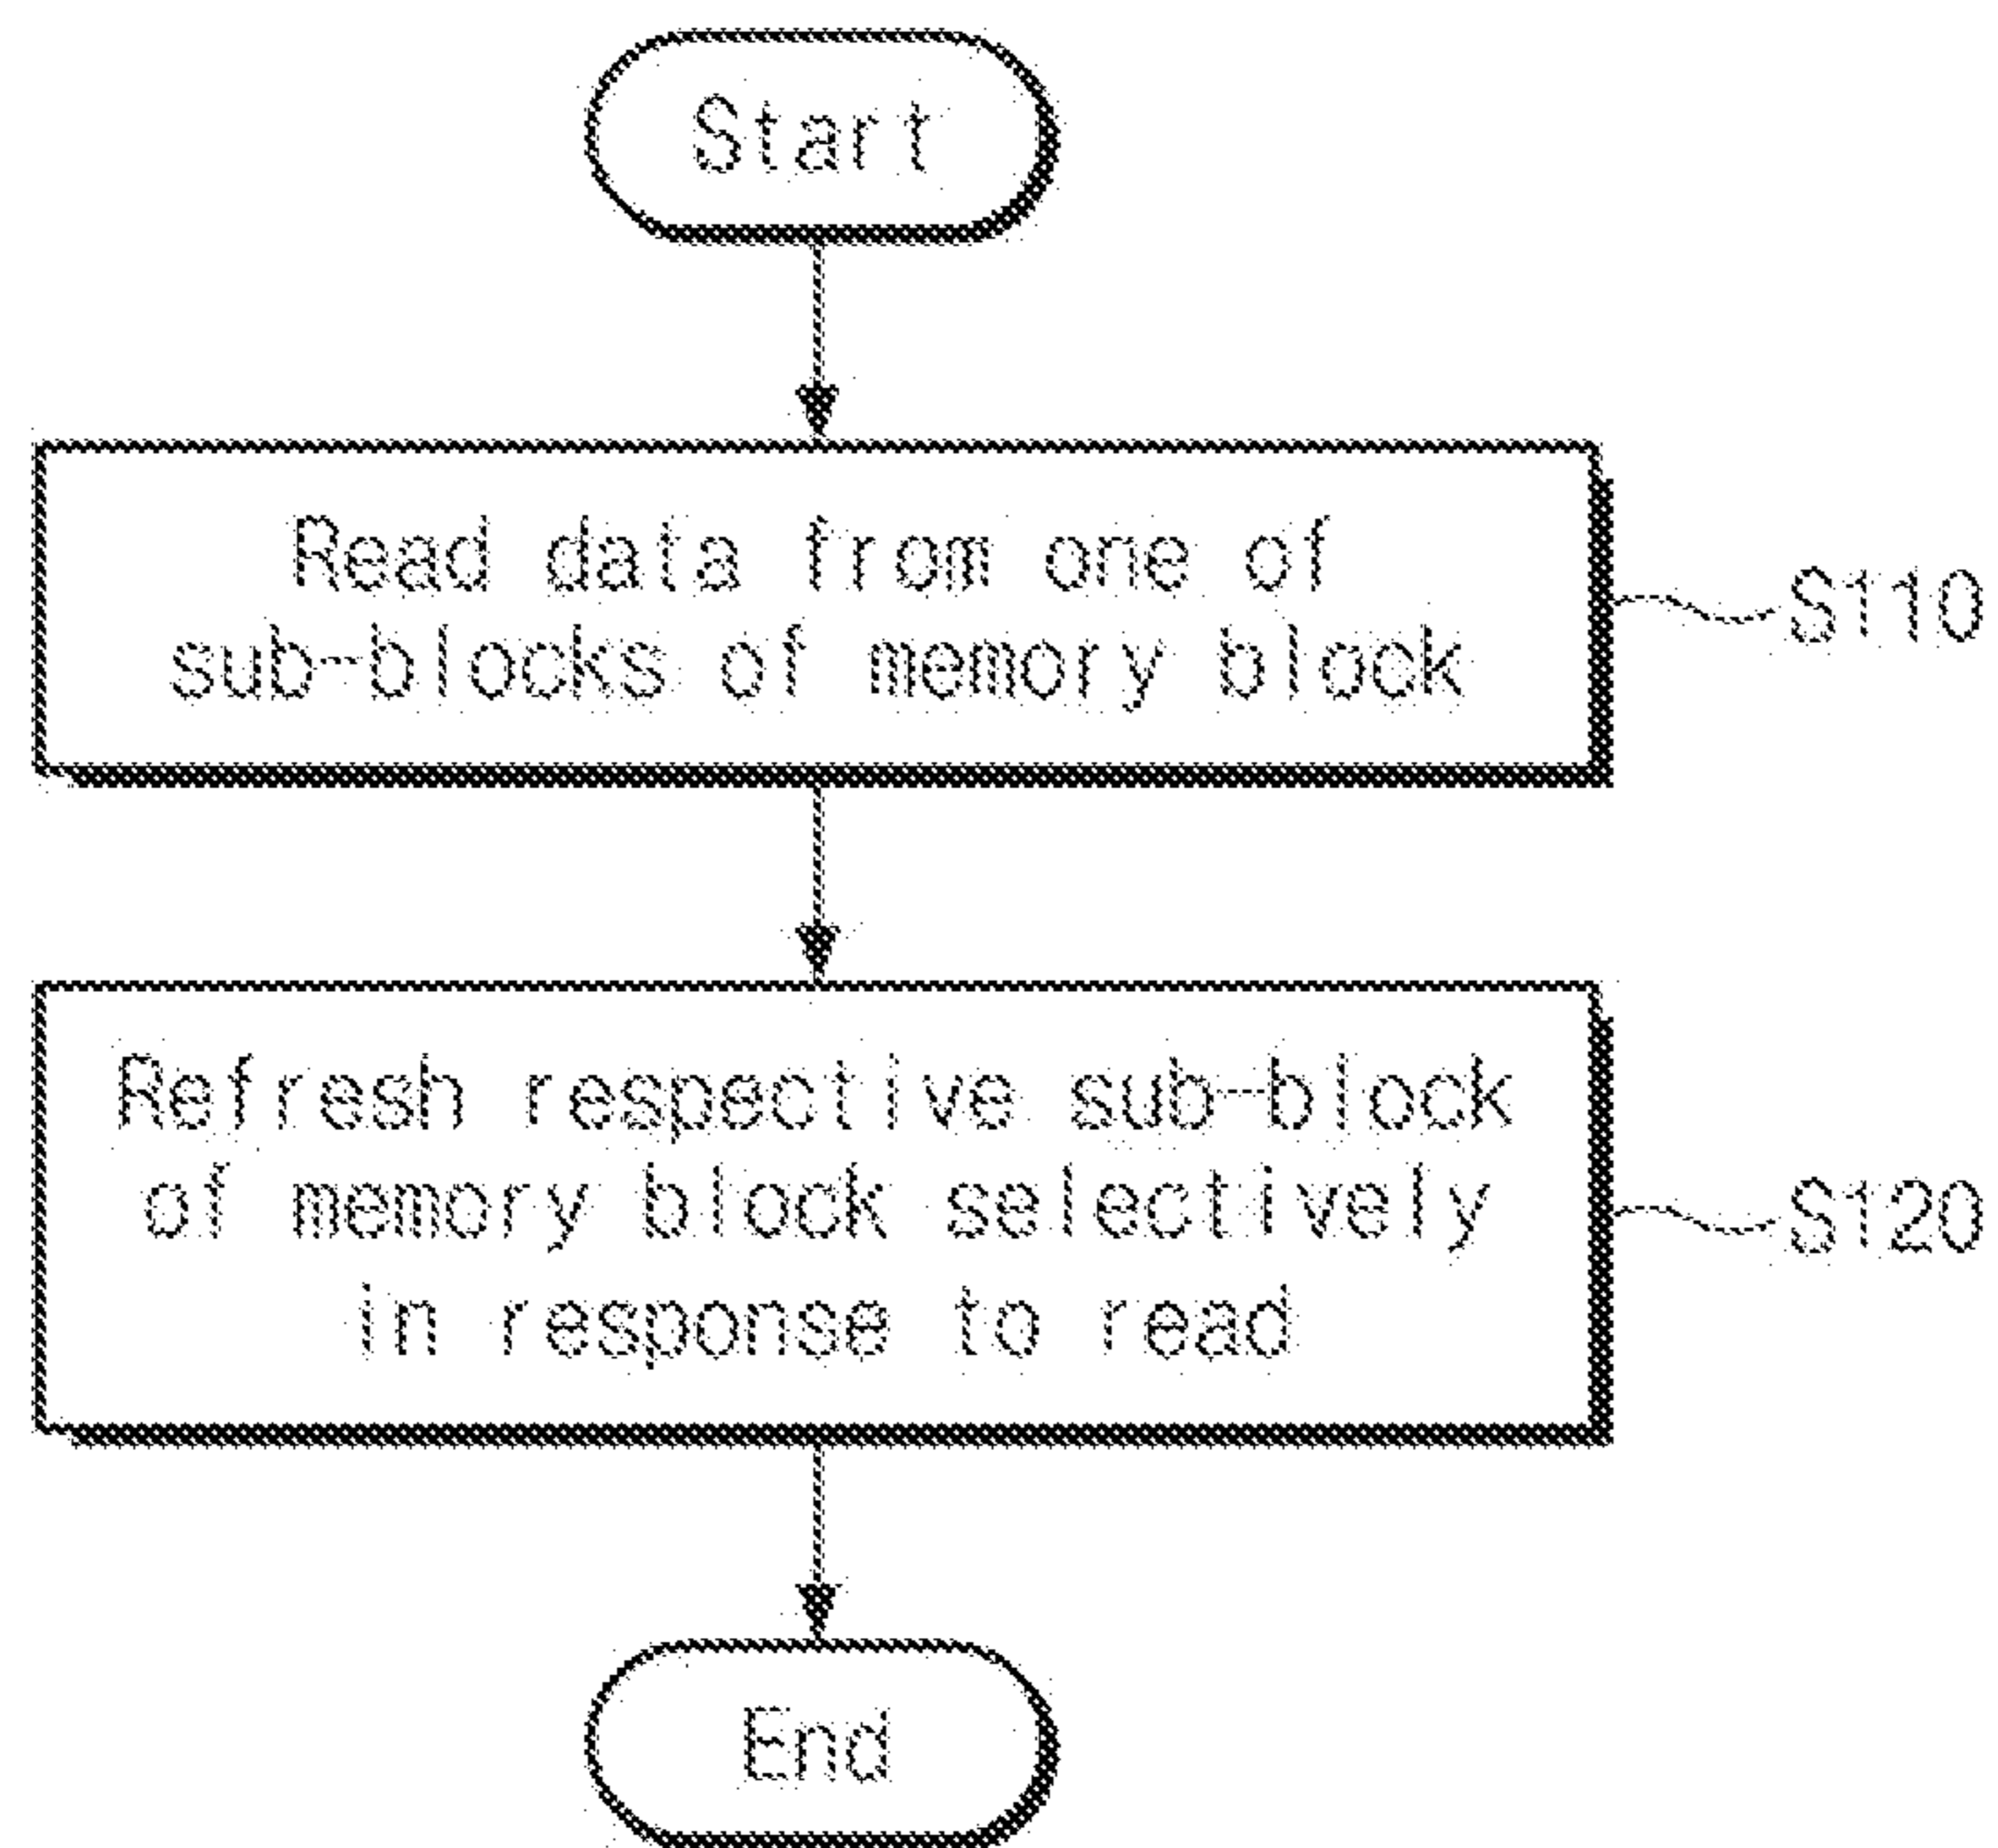 Start
Read data from one of
sub-blocks of memory block
S110
Refresh respective sub-block
of memory block selectively
in response to read
S120
End